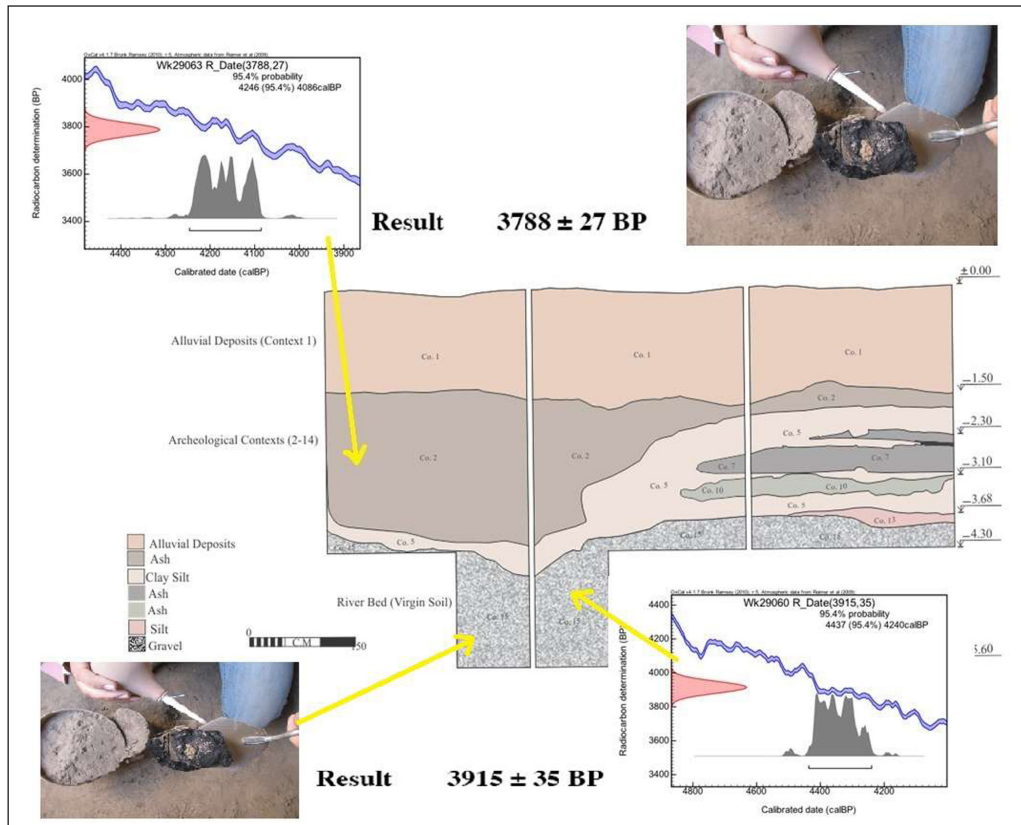 OxCal v4.1.7 Bronk Ramsey (2010); r:5 Atmospheric data from Reimer et al (2009);
Wk29063 R_Date(3788,27)
95.4% probability
4246 (95.4%) 4086calBP
Radiocarbon determination (BP)
4000
3800
3600
3400
4400 4300 4200 4100 4000 3900
Calibrated date (calBP)
Result 3788 ± 27 BP
± 0.00
Alluvial Deposits (Context 1)
Co. 1
Co. 1
Co. 1
–1.50
Co. 2
–2.30
Archeological Contexts (2-14)
Co. 5
Co. 2
Co. 2
Co. 7
Co. 7
–3.10
Co. 5
Co. 10
Co. 10
–3.68
Co. 5
Co. 5
Co. 13
–4.30
Co. 15
Alluvial Deposits
Ash
Clay Silt
Ash
Ash
Silt
Gravel
River Bed (Virgin Soil)
Co. 15
Co. 15
0
CM
150
5.60
OxCal v4.1.7 Bronk Ramsey (2010); r:5 Atmospheric data from Reimer et al (2009);
Wk29060 R_Date(3915,35)
95.4% probability
4437 (95.4%) 4240calBP
Radiocarbon determination (BP)
4400
4200
4000
3800
3600
3400
4800 4600 4400 4200
Calibrated date (calBP)
Result 3915 ± 35 BP